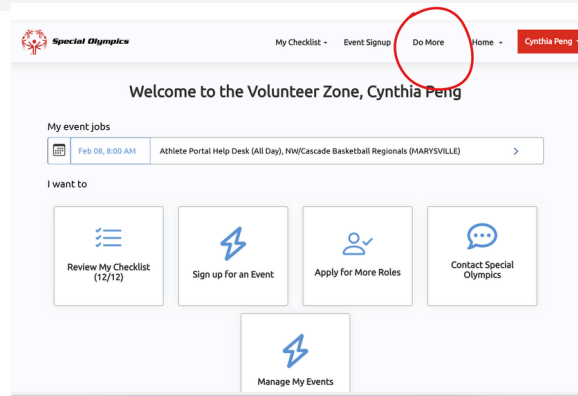 Special Olympics
My Checklist
Event Signup
Do More
Home
Cynthia Peng
Welcome to the Volunteer Zone, Cynthia Peng
My event jobs
Feb 08, 8:00 AM
Athlete Portal Help Desk (All Day), NW/Cascade Basketball Regionals (MARYSVILLE)
I want to
Review My Checklist
(12/12)
Sign up for an Event
Apply for More Roles
Contact Special
Olympics
Manage My Events